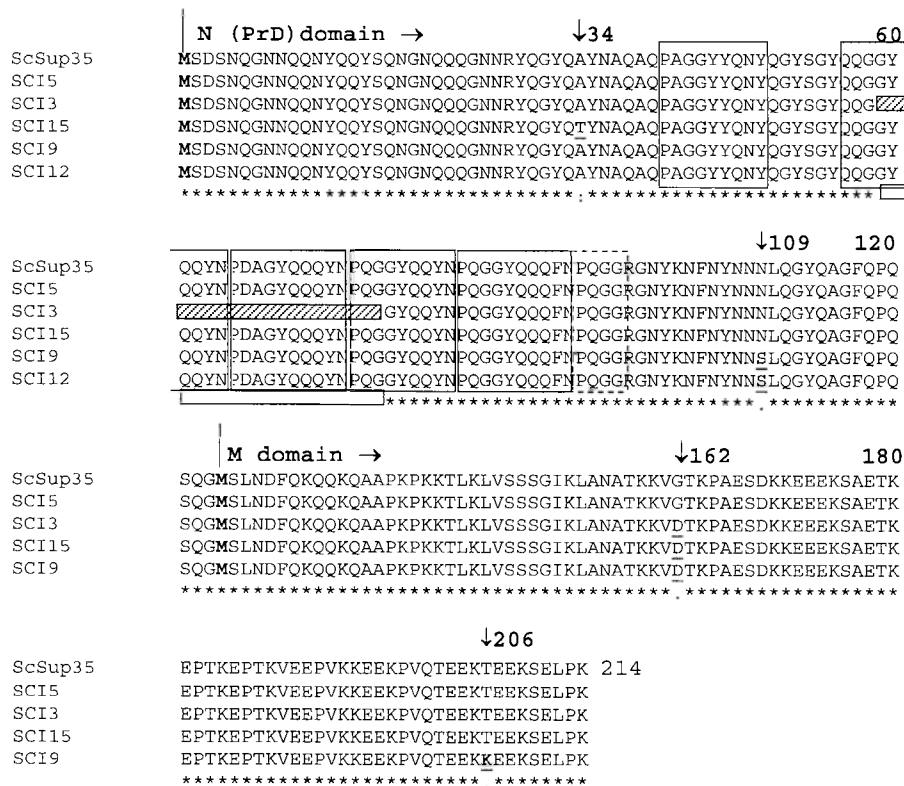 N (PrD) domain → ↓34 60
ScSup35 MSDSNQGNNQQNYQQYSQNGNQQQGNNRYQGYQAYNAQAQPAGGYYQNYQGYSGYQQGGY
SCI5 MSDSNQGNNQQNYQQYSQNGNQQQGNNRYQGYQAYNAQAQPAGGYYQNYQGYSGYQQGGY
SCI3 MSDSNQGNNQQNYQQYSQNGNQQQGNNRYQGYQAYNAQAQPAGGYYQNYQGYSGYQQG
SCI15 MSDSNQGNNQQNYQQYSQNGNQQQGNNRYQGYQTYNAQAQPAGGYYQNYQGYSGYQQGGY
SCI9 MSDSNQGNNQQNYQQYSQNGNQQQGNNRYQGYQAYNAQAQPAGGYYQNYQGYSGYQQGGY
SCI12 MSDSNQGNNQQNYQQYSQNGNQQQGNNRYQGYQAYNAQAQPAGGYYQNYQGYSGYQQGGY
*********************************:************************
↓109 120
ScSup35 QQYNPDAGYQQQYNPQGGYQQYNPQGGYQQQFNPQGGRGNYKNFNYNNNLQGYQAGFQPQ
SCI5 QQYNPDAGYQQQYNPQGGYQQYNPQGGYQQQFNPQGGRGNYKNFNYNNNLQGYQAGFQPQ
SCI3 GYQQYNPQGGYQQQFNPQGGRGNYKNFNYNNNLQGYQAGFQPQ
SCI15 QQYNPDAGYQQQYNPQGGYQQYNPQGGYQQQFNPQGGRGNYKNFNYNNNLQGYQAGFQPQ
SCI9 QQYNPDAGYQQQYNPQGGYQQYNPQGGYQQQFNPQGGRGNYKNFNYNNSLQGYQAGFQPQ
SCI12 QQYNPDAGYQQQYNPQGGYQQYNPQGGYQQQFNPQGGRGNYKNFNYNNSLQGYQAGFQPQ
*******************************.***********
M domain → ↓162 180
ScSup35 SQGMSLNDFQKQQKQAAPKPKKTLKLVSSSGIKLANATKKVGTKPAESDKKEEEKSAETK
SCI5 SQGMSLNDFQKQQKQAAPKPKKTLKLVSSSGIKLANATKKVGTKPAESDKKEEEKSAETK
SCI3 SQGMSLNDFQKQQKQAAPKPKKTLKLVSSSGIKLANATKKVDTKPAESDKKEEEKSAETK
SCI15 SQGMSLNDFQKQQKQAAPKPKKTLKLVSSSGIKLANATKKVDTKPAESDKKEEEKSAETK
SCI9 SQGMSLNDFQKQQKQAAPKPKKTLKLVSSSGIKLANATKKVDTKPAESDKKEEEKSAETK
*****************************************.******************
↓206
ScSup35 EPTKEPTKVEEPVKKEEKPVQTEEKTEEKSELPK 214
SCI5 EPTKEPTKVEEPVKKEEKPVQTEEKTEEKSELPK
SCI3 EPTKEPTKVEEPVKKEEKPVQTEEKTEEKSELPK
SCI15 EPTKEPTKVEEPVKKEEKPVQTEEKTEEKSELPK
SCI9 EPTKEPTKVEEPVKKEEKPVQTEEKKEEKSELPK
************************* ********